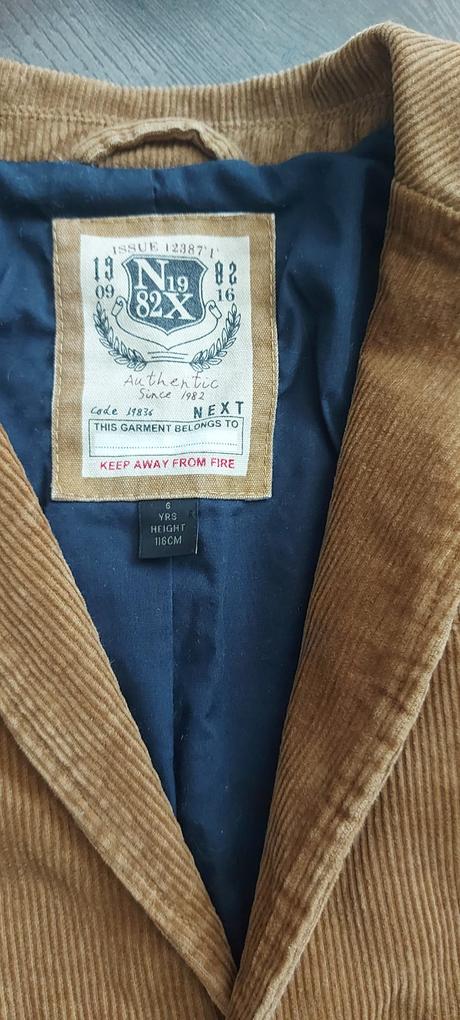 ISSUE 12387'1'
19 82
09 16
N19
82X
Authentic
Since 1982
Code 19836 NEXT
THIS GARMENT BELONGS TO
KEEP AWAY FROM FIRE
6
YRS
HEIGHT
116CM